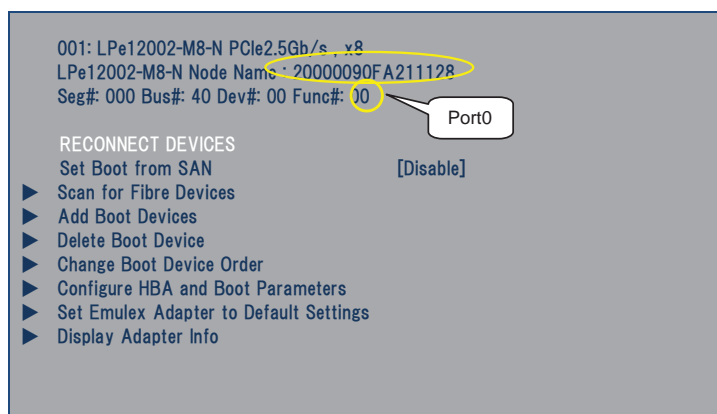 001: LPe12002-M8-N PCIe2.5Gb/s , x8
LPe12002-M8-N Node Name : 20000090FA211128
Seg#: 000 Bus#: 40 Dev#: 00 Func#: 00
Port0
RECONNECT DEVICES
Set Boot from SAN [Disable]
Scan for Fibre Devices
Add Boot Devices
Delete Boot Device
Change Boot Device Order
Configure HBA and Boot Parameters
Set Emulex Adapter to Default Settings
Display Adapter Info